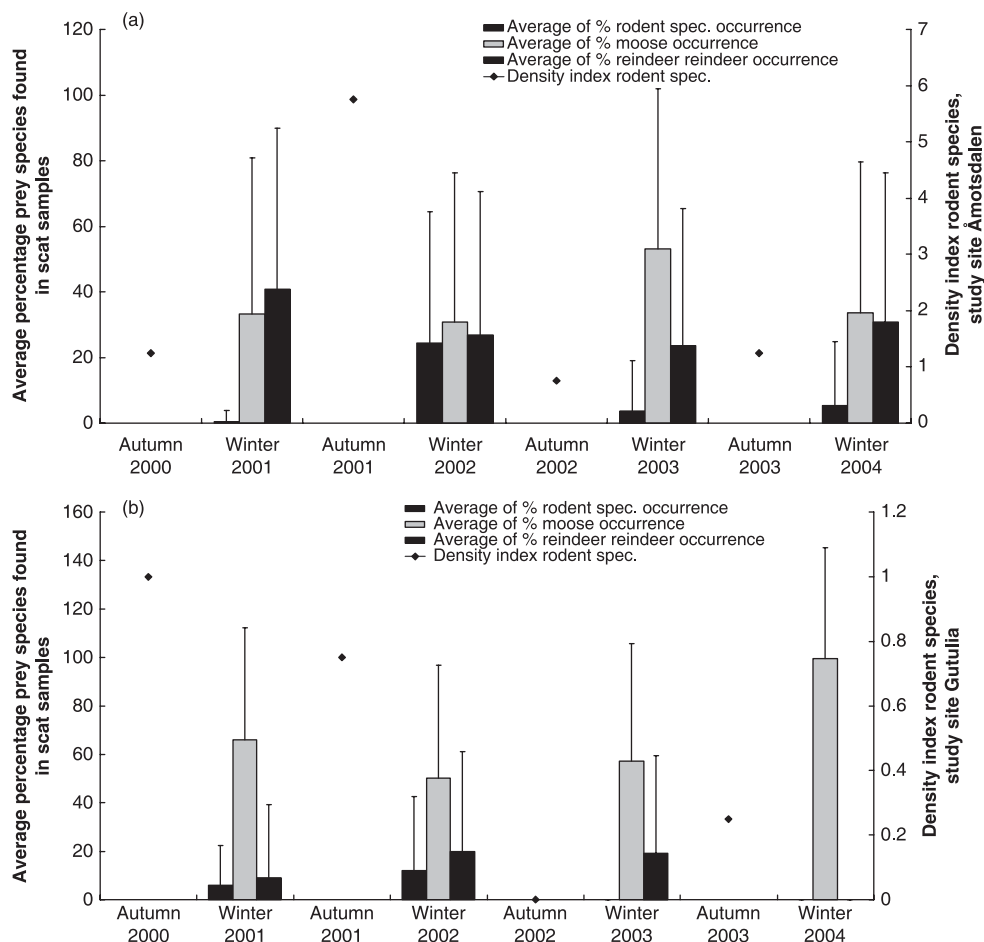 (a)
Average of % rodent spec. occurrence
Average of % moose occurrence
Average of % reindeer reindeer occurrence
Density index rodent spec.
Average percentage prey species found
in scat samples
120
100
80
60
40
20
0
7
6
5
4
3
2
1
0
Density index rodent species,
study site Åmotsdalen
Autumn Winter Autumn Winter Autumn Winter Autumn Winter
2000 2001 2001 2002 2002 2003 2003 2004
(b)
Average of % rodent spec. occurrence
Average of % moose occurrence
Average of % reindeer reindeer occurrence
Density index rodent spec.
Average percentage prey species found
in scat samples
160
140
120
100
80
60
40
20
0
1.2
1
0.8
0.6
0.4
0.2
0
Density index rodent species,
study site Gutulia
Autumn Winter Autumn Winter Autumn Winter Autumn Winter
2000 2001 2001 2002 2002 2003 2003 2004